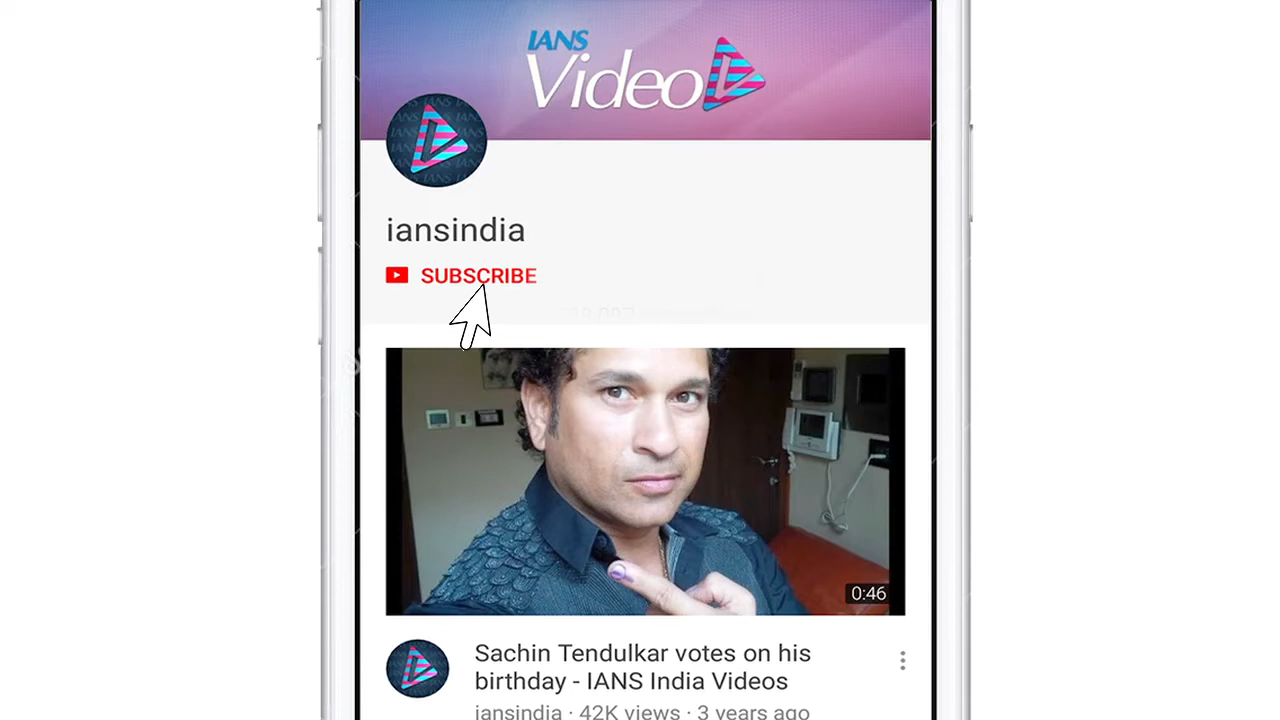 IANS
Video
iansindia
SUBSCRIBE
0:46
Sachin Tendulkar votes on his
birthday - IANS India Videos
iansindia · 42K views · 3 years ago